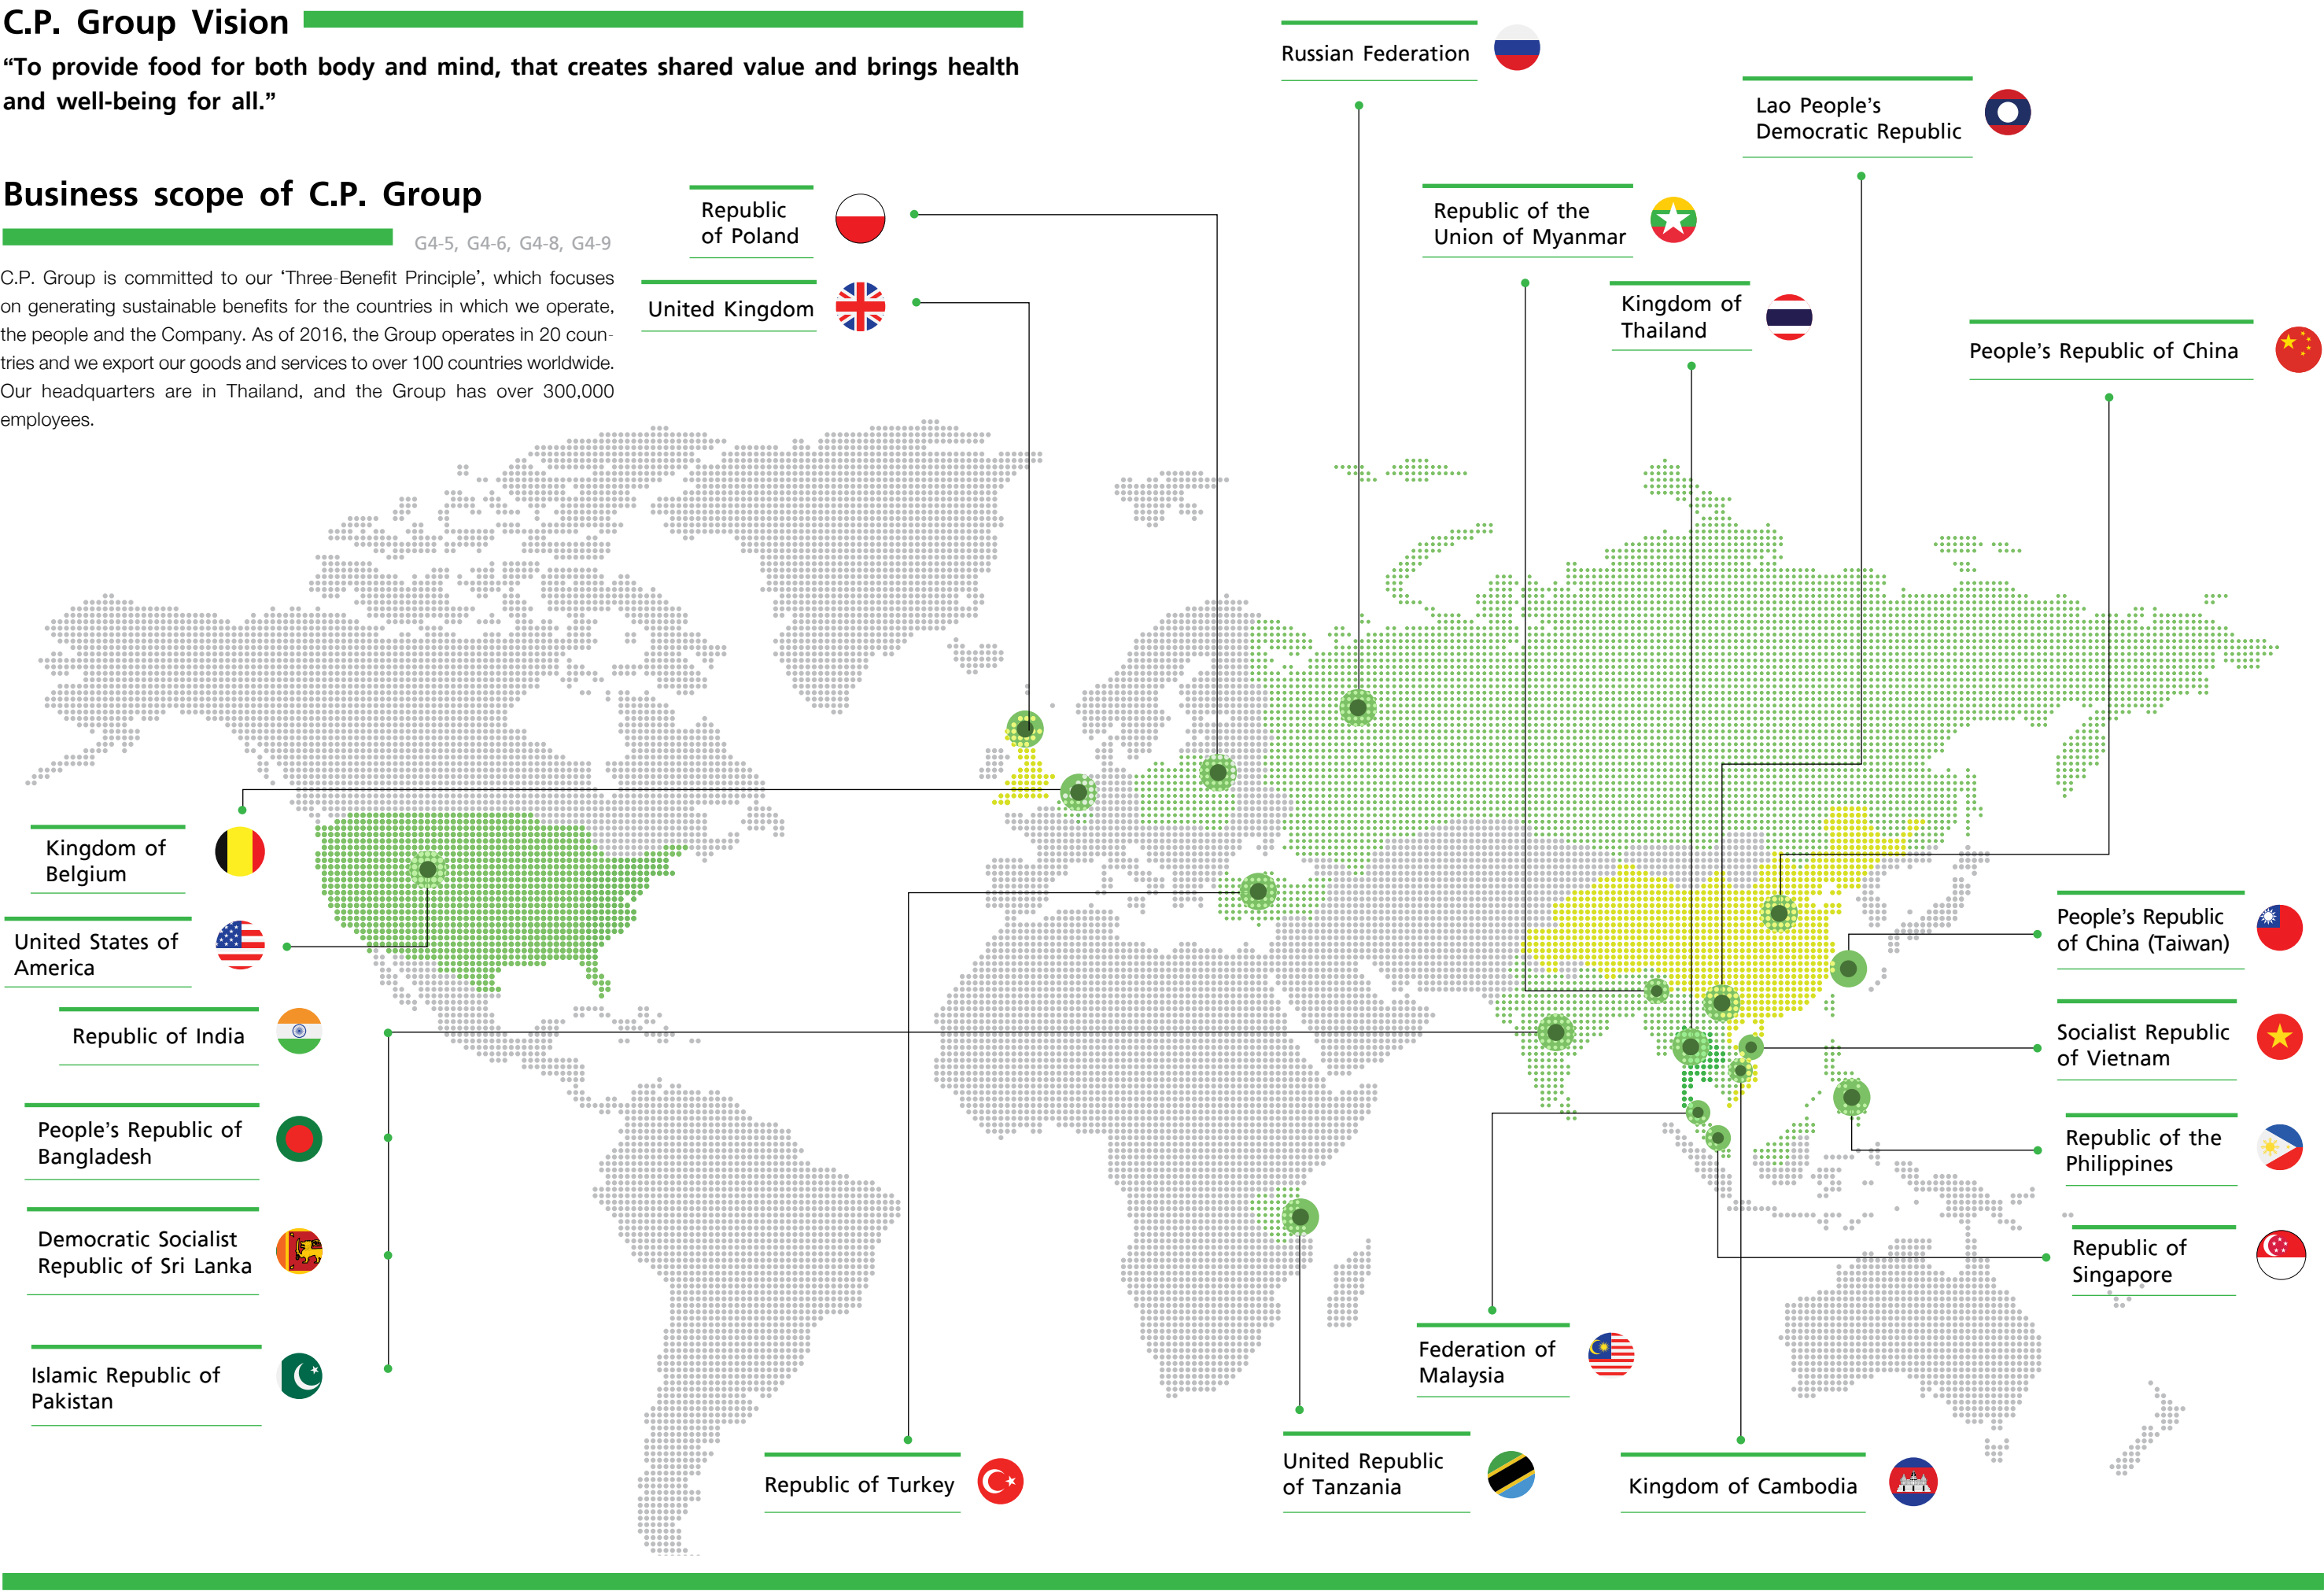 C.P. Group Vision
“To provide food for both body and mind, that creates shared value and brings health
and well-being for all.”
Business scope of C.P. Group
G4-5, G4-6, G4-8, G4-9
C.P. Group is committed to our ‘Three-Benefit Principle’, which focuses
on generating sustainable benefits for the countries in which we operate,
the people and the Company. As of 2016, the Group operates in 20 coun-
tries and we export our goods and services to over 100 countries worldwide.
Our headquarters are in Thailand, and the Group has over 300,000
employees.
Republic
of Poland
United Kingdom
Russian Federation
Lao People’s
Democratic Republic
Republic of the
Union of Myanmar
Kingdom of
Thailand
People’s Republic of China
Kingdom of
Belgium
United States of
America
Republic of India
People’s Republic of
Bangladesh
Democratic Socialist
Republic of Sri Lanka
Islamic Republic of
Pakistan
People’s Republic
of China (Taiwan)
Socialist Republic
of Vietnam
Republic of the
Philippines
Republic of
Singapore
Federation of
Malaysia
Republic of Turkey
United Republic
of Tanzania
Kingdom of Cambodia